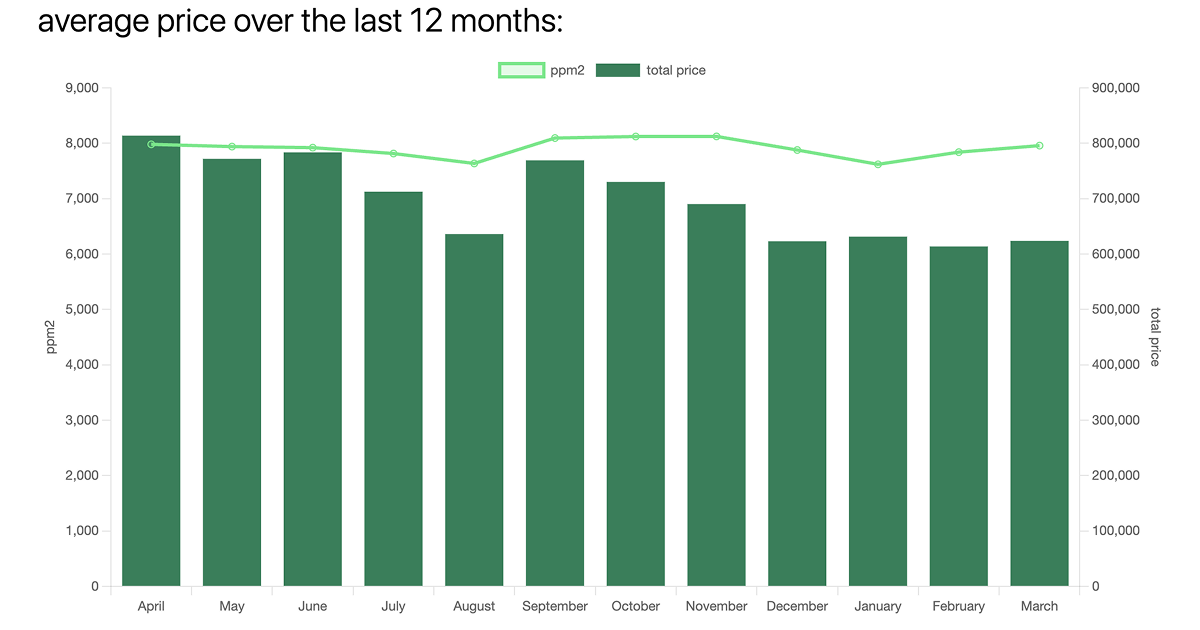 average price over the last 12 months:
ppm2 total price
9,000 900,000
8,000 800,000
7,000 700,000
6,000 600,000
5,000 500,000
4,000 400,000
3,000 300,000
2,000 200,000
1,000 100,000
0 0
ppm2
total price
April May June July August September October November December January February March